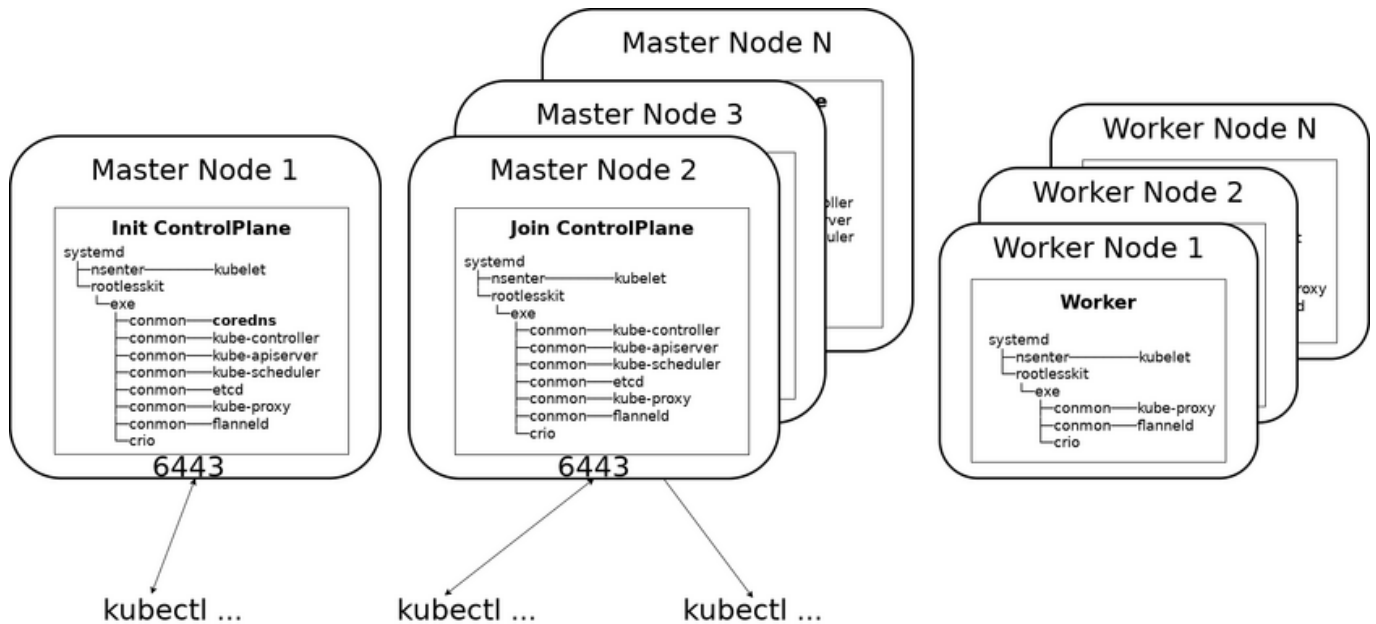 Master Node N
e
ller
ver
uler
Master Node 3
Master Node 1
Init ControlPlane
systemd
nsenter kubelet
rootlesskit
exe
conmon coredns
conmon kube-controller
conmon kube-apiserver
conmon kube-scheduler
conmon etcd
conmon kube-proxy
conmon flanneld
crio
6443
Master Node 2
Join ControlPlane
systemd
nsenter kubelet
rootlesskit
exe
conmon kube-controller
conmon kube-apiserver
conmon kube-scheduler
conmon etcd
conmon kube-proxy
conmon flanneld
crio
6443
Worker Node N
roxy
d
Worker Node 2
Worker Node 1
Worker
systemd
nsenter kubelet
rootlesskit
exe
conmon kube-proxy
conmon flanneld
crio
kubectl ...
kubectl ...
kubectl ...